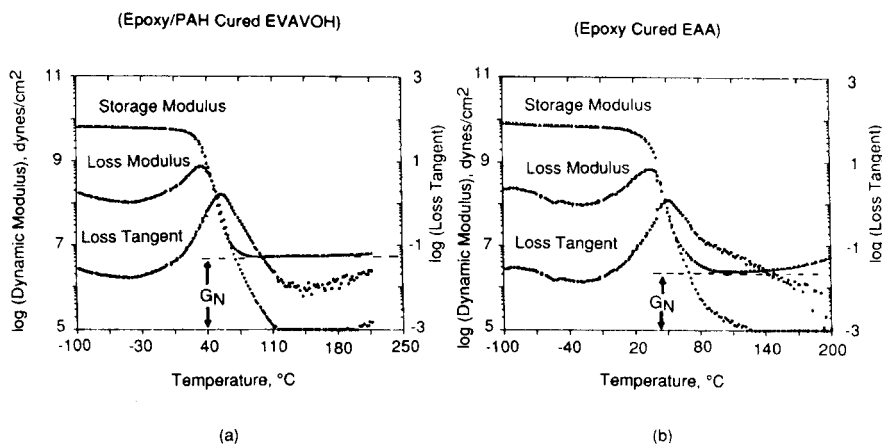 (Epoxy/PAH Cured EVAVOH)
11
9
7
5
log (Dynamic Modulus), dynes/cm2
Storage Modulus
Loss Modulus
Loss Tangent
GN
3
1
-1
-3
log (Loss Tangent)
-100 -30 40 110 180 250
Temperature, °C
(a)
(Epoxy Cured EAA)
11
9
7
5
log (Dynamic Modulus), dynes/cm2
Storage Modulus
Loss Modulus
Loss Tangent
GN
3
1
-1
-3
log (Loss Tangent)
-100 -40 20 80 140 200
Temperature, °C
(b)